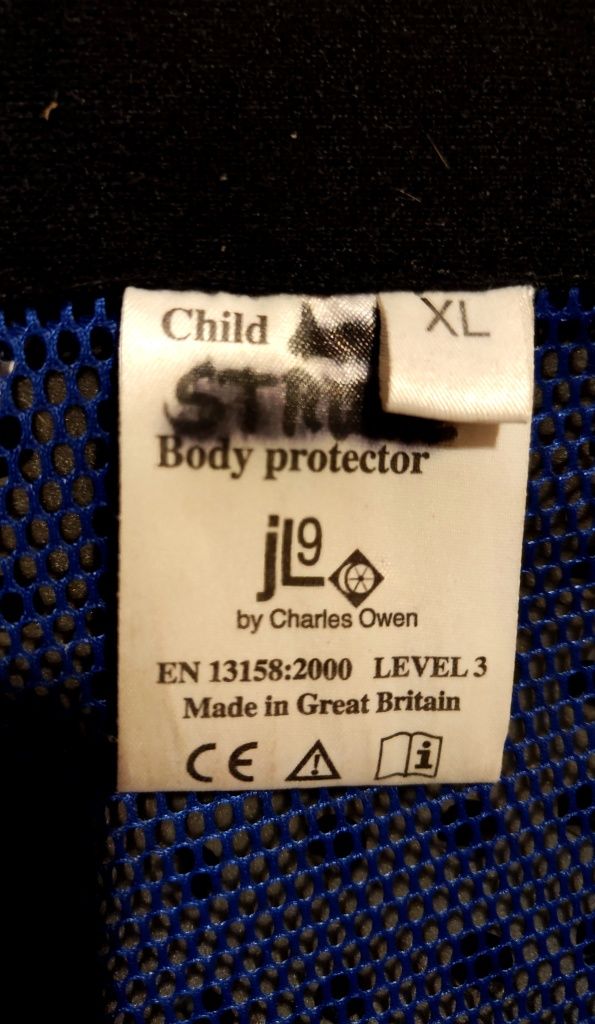 Child
XL
Body protector
jL9
by Charles Owen
EN 13158:2000 LEVEL 3
Made in Great Britain
CE